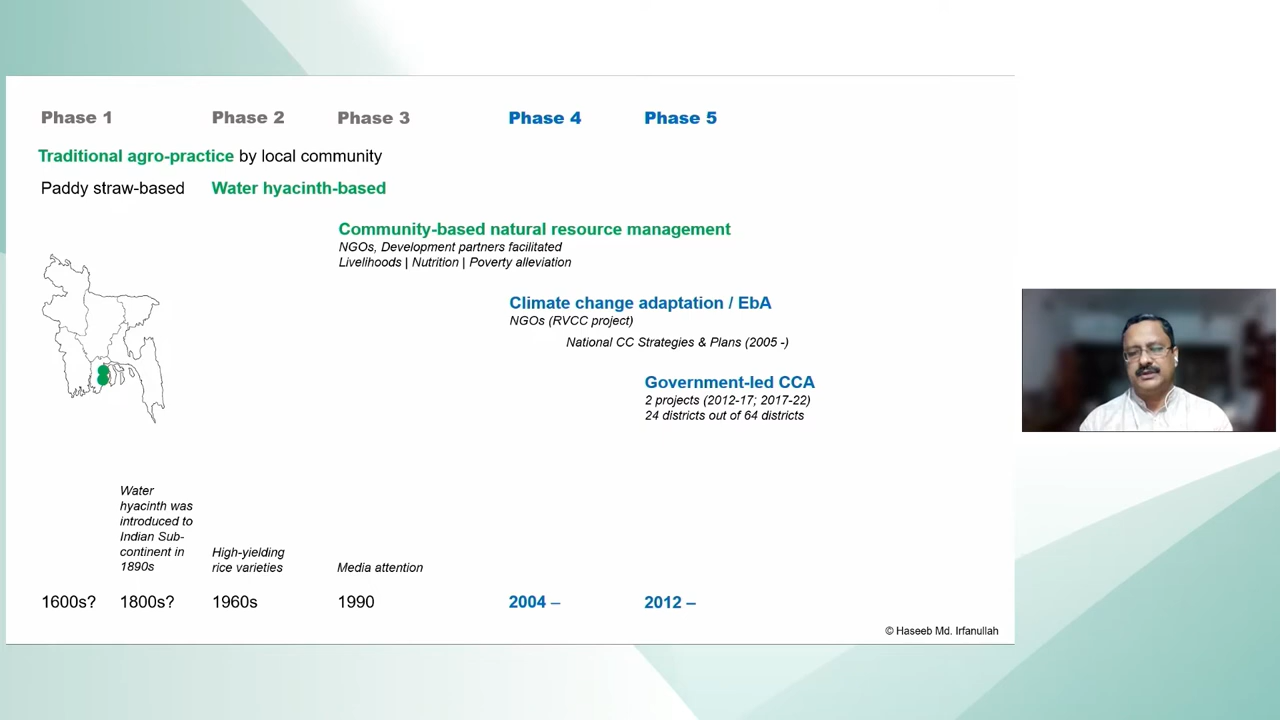 Phase 1 Phase 2 Phase 3 Phase 4 Phase 5
Traditional agro-practice by local community
Paddy straw-based Water hyacinth-based
Community-based natural resource management
NGOs, Development partners facilitated
Livelihoods | Nutrition | Poverty alleviation
Climate change adaptation / EbA
NGOs (RVCC project)
National CC Strategies & Plans (2005 -)
Government-led CCA
2 projects (2012-17; 2017-22)
24 districts out of 64 districts
Water
hyacinth was
introduced to
Indian Sub-
continent in
1890s
High-yielding
rice varieties
Media attention
1600s? 1800s? 1960s 1990 2004 – 2012 –
© Haseeb Md. Irfanullah